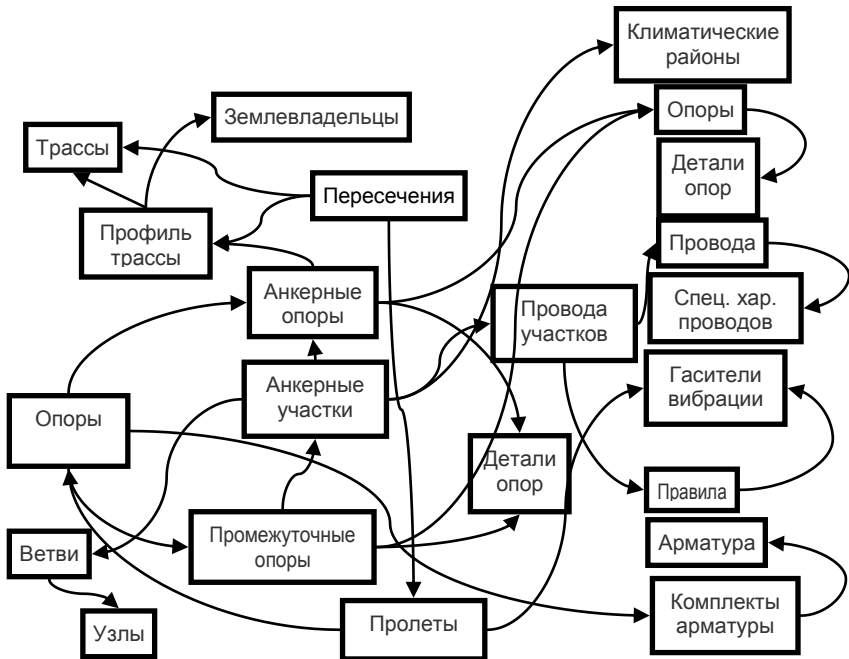 Климатические
районы
Землевладельцы
Опоры
Трассы
Детали
опор
Пересечения
Профиль
трассы
Провода
Анкерные
опоры
Провода
участков
Спец. хар.
проводов
Анкерные
участки
Гасители
вибрации
Опоры
Детали
опор
Правила
Промежуточные
опоры
Ветви
Арматура
Узлы
Пролеты
Комплекты
арматуры